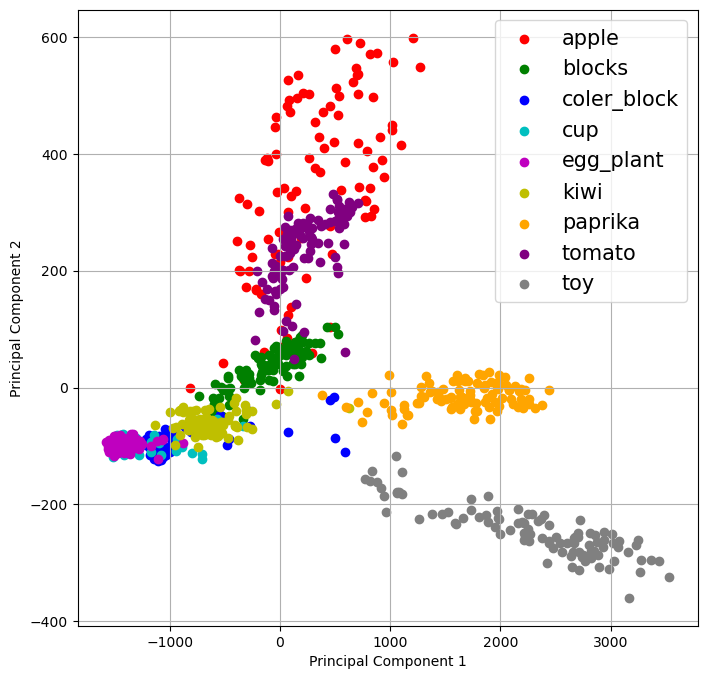 600
400
200
0
−200
−400
Principal Component 2
apple
blocks
coler_block
cup
egg_plant
kiwi
paprika
tomato
toy
−1000
0
1000
2000
3000
Principal Component 1